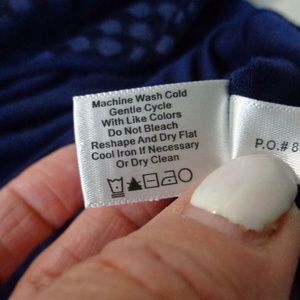 Machine Wash Cold
Gentle Cycle
With Like Colors
Do Not Bleach
Reshape And Dry Flat
Cool Iron If Necessary
Or Dry Clean
P.O.# 8